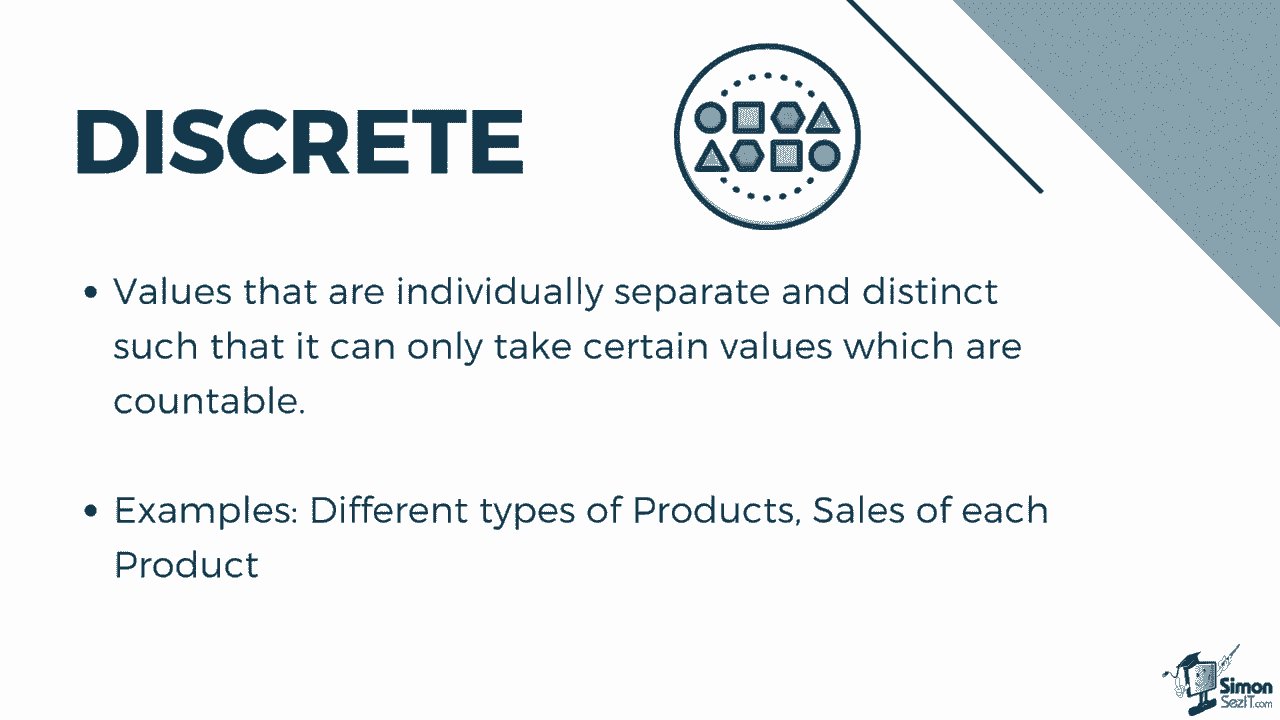 DISCRETE
• Values that are individually separate and distinct
such that it can only take certain values which are
countable.
• Examples: Different types of Products, Sales of each
Product
Simon
SezIT.com